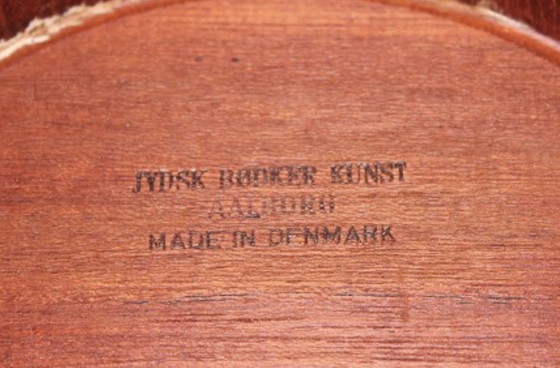 JYDSK BØDKER KUNST
AALBORG
MADE IN DENMARK